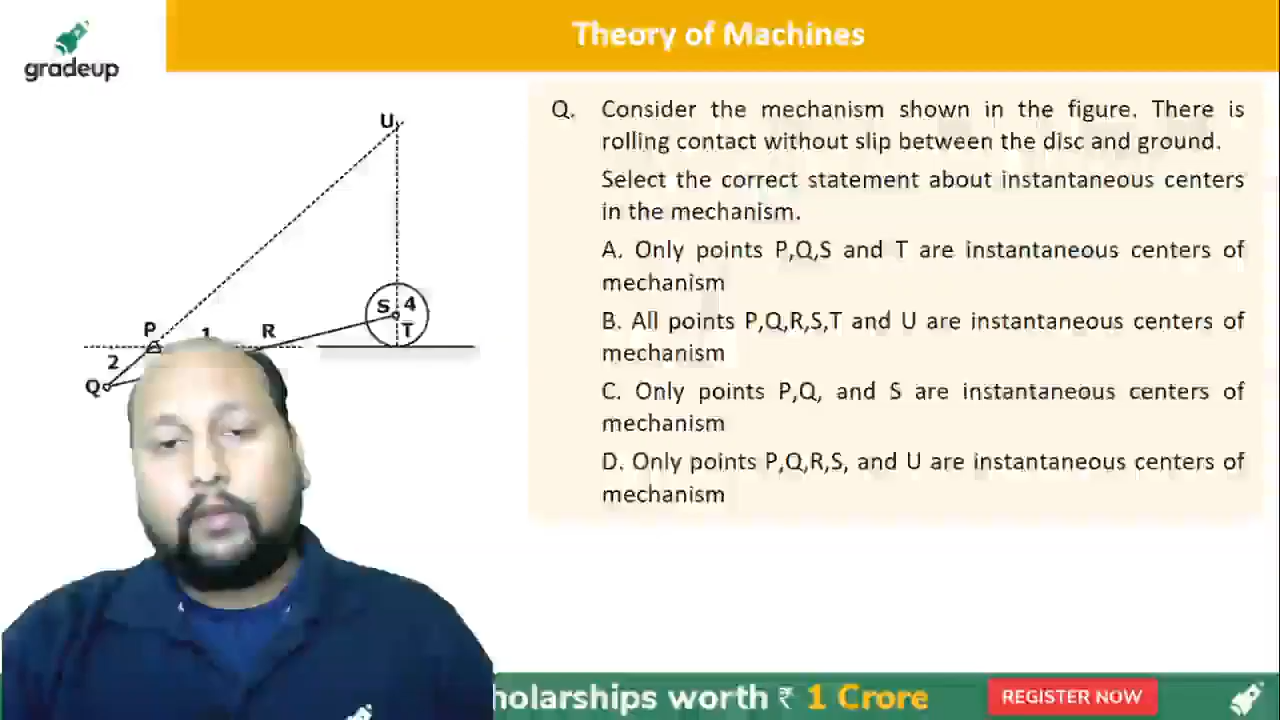 gradeup
Theory of Machines
U
P
1
R
S
4
T
2
Q
Q. Consider the mechanism shown in the figure. There is
rolling contact without slip between the disc and ground.
Select the correct statement about instantaneous centers
in the mechanism.
A. Only points P,Q,S and T are instantaneous centers of
mechanism
B. All points P,Q,R,S,T and U are instantaneous centers of
mechanism
C. Only points P,Q, and S are instantaneous centers of
mechanism
D. Only points P,Q,R,S, and U are instantaneous centers of
mechanism
holarships worth ₹ 1 Crore
REGISTER NOW